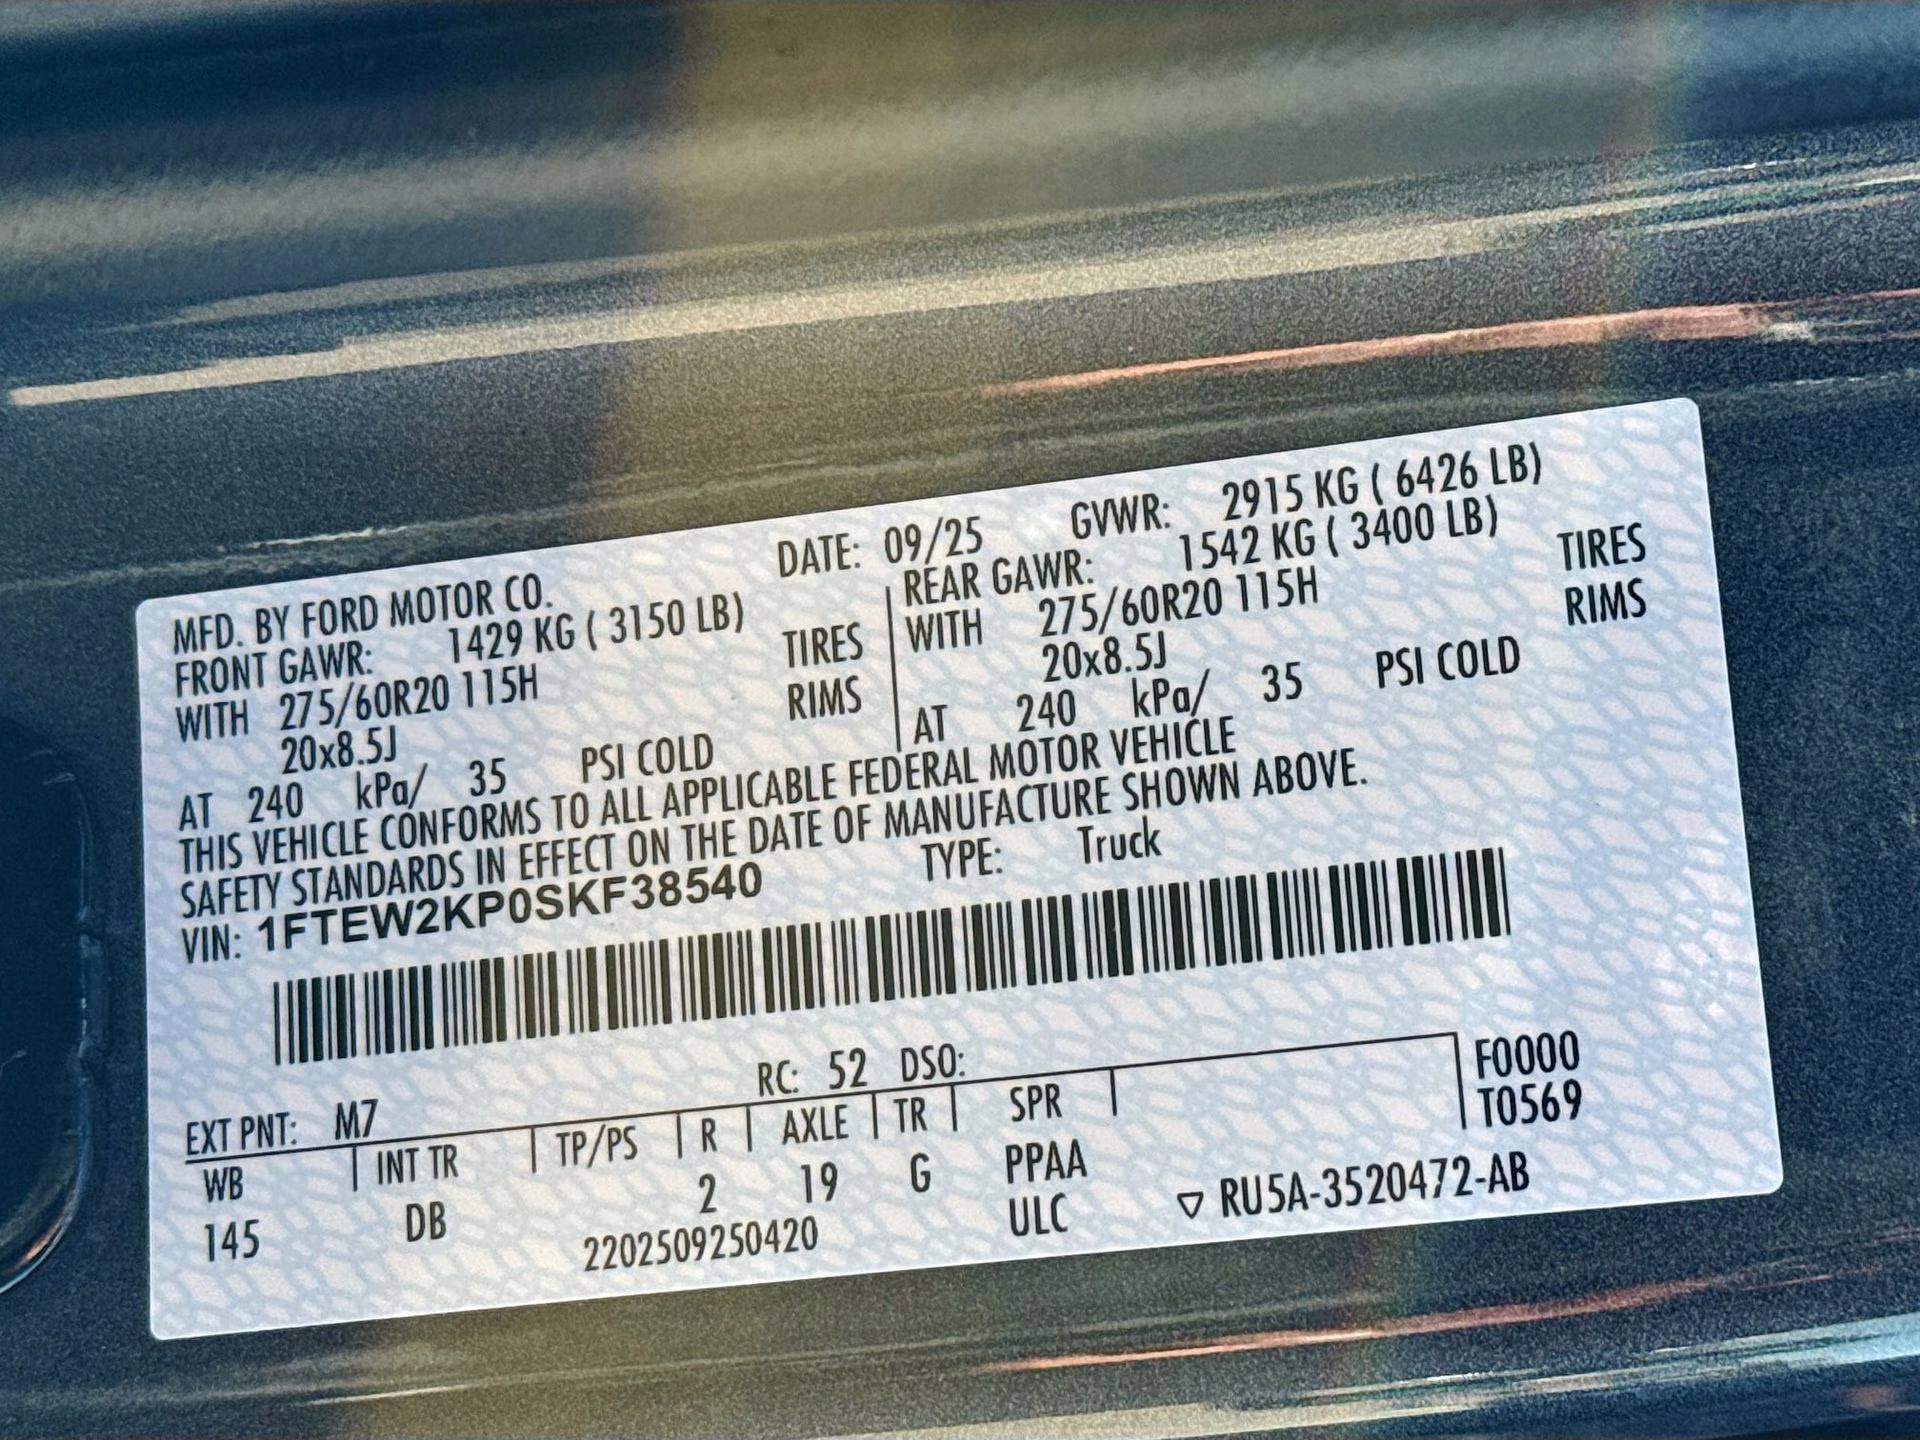 MFD. BY FORD MOTOR CO. DATE: 09/25 GVWR: 2915 KG ( 6426 LB)
FRONT GAWR: 1429 KG ( 3150 LB) REAR GAWR: 1542 KG ( 3400 LB)
WITH 275/60R20 115H TIRES WITH 275/60R20 115H TIRES
20x8.5J RIMS 20x8.5J RIMS
AT 240 kPa/ 35 PSI COLD AT 240 kPa/ 35 PSI COLD
THIS VEHICLE CONFORMS TO ALL APPLICABLE FEDERAL MOTOR VEHICLE
SAFETY STANDARDS IN EFFECT ON THE DATE OF MANUFACTURE SHOWN ABOVE.
VIN: 1FTEW2KP0SKF38540 TYPE: Truck
EXT PNT: M7 RC: 52 DSO: F0000
WB INT TR TP/PS R AXLE TR SPR T0569
145 DB 2 19 G PPAA
2202509250420 ULC ▽ RU5A-3520472-AB